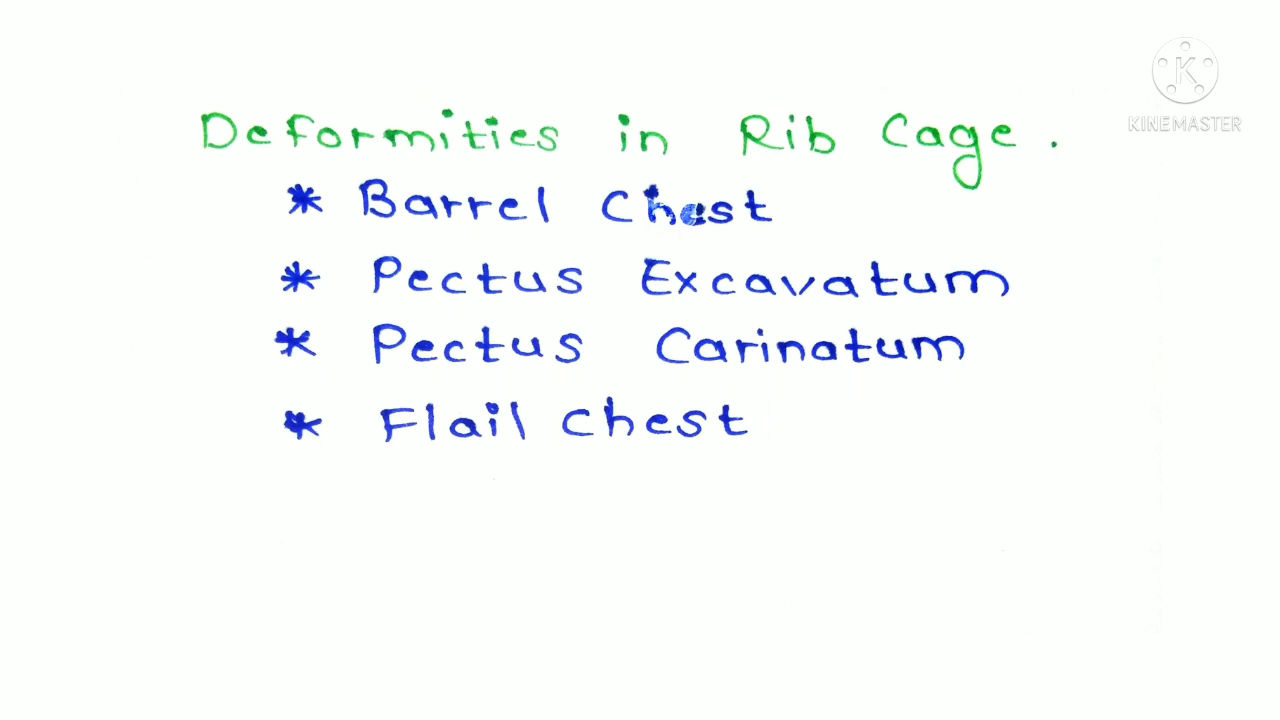 Deformities in Rib Cage.
* Barrel Chest
* Pectus Excavatum
* Pectus Carinatum
* Flail Chest
K
KINEMASTER